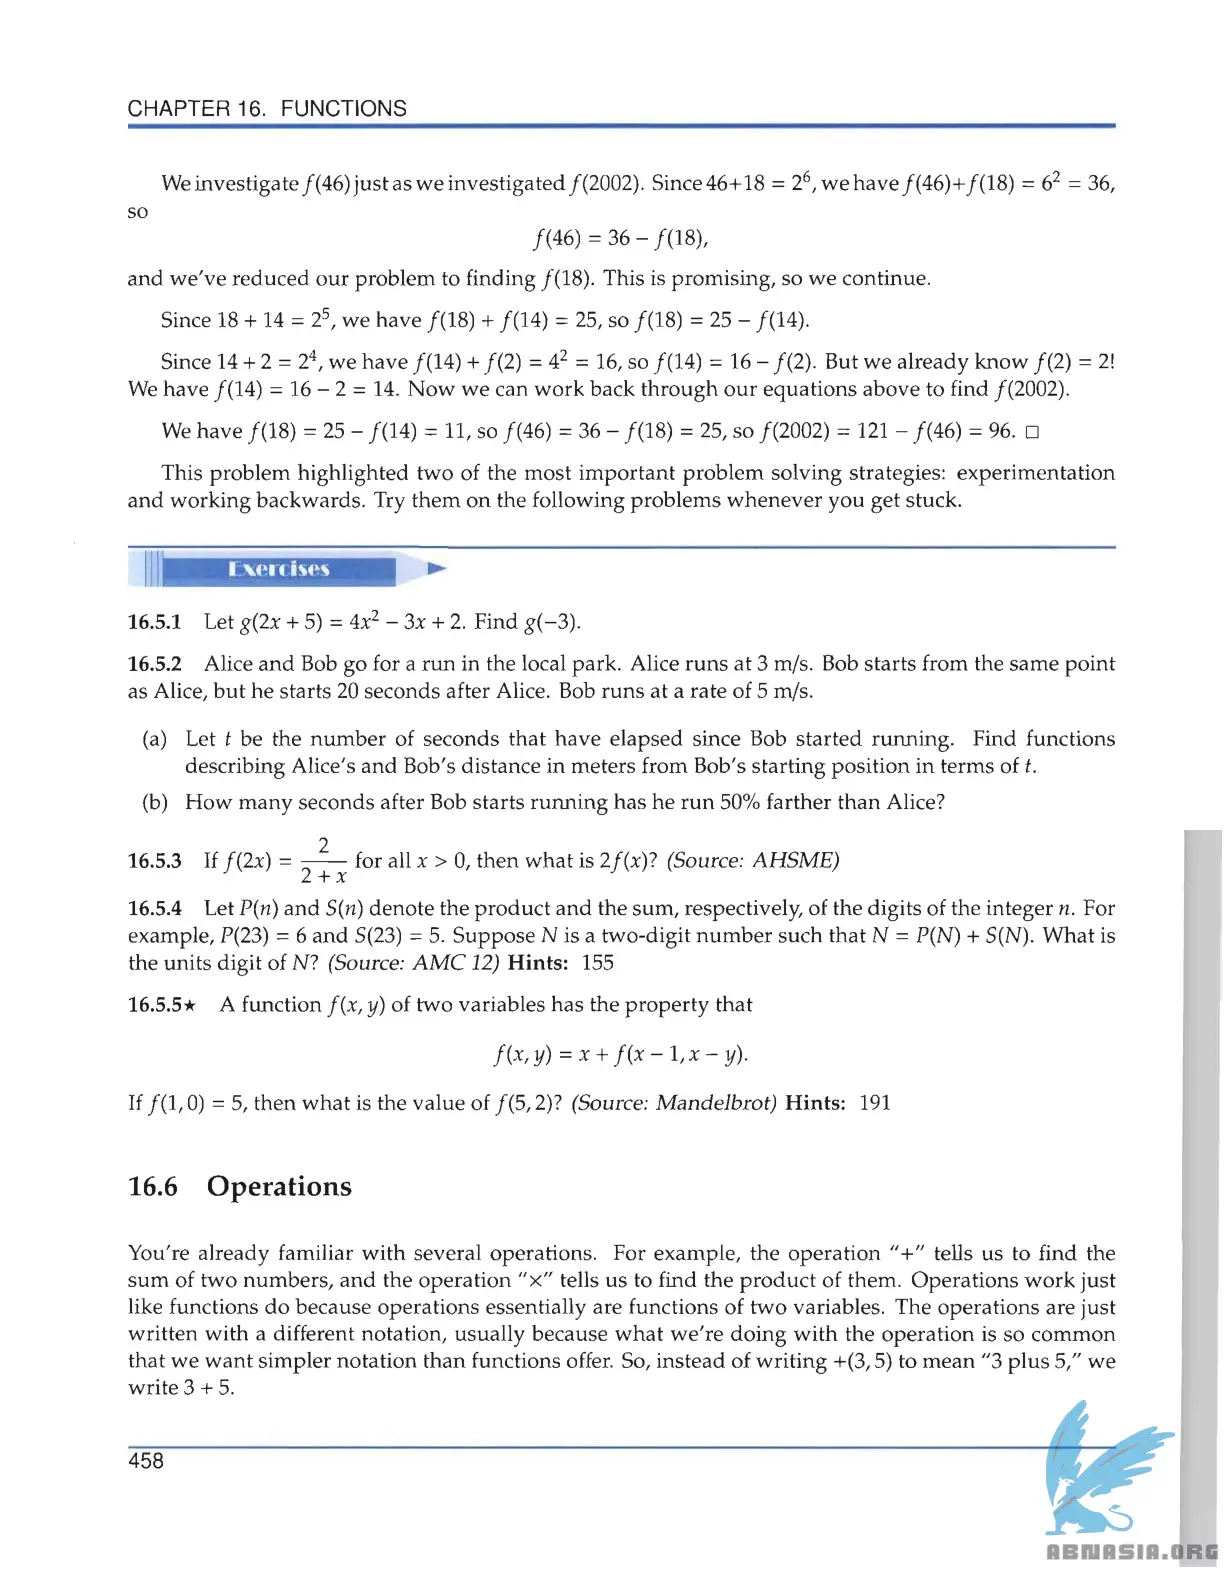 CHAPTER 16. FUNCTIONS
We investigate f(46) just as we investigated f(2002). Since 46+18 = 2⁶, we have f(46)+f(18) = 6² = 36,
so
f(46) = 36 – f(18),
and we've reduced our problem to finding f(18). This is promising, so we continue.
Since 18 + 14 = 2⁵, we have f(18) + f(14) = 25, so f(18) = 25 – f(14).
Since 14 + 2 = 2⁴, we have f(14) + f(2) = 4² = 16, so f(14) = 16 – f(2). But we already know f(2) = 2!
We have f(14) = 16 – 2 = 14. Now we can work back through our equations above to find f(2002).
We have f(18) = 25 – f(14) = 11, so f(46) = 36 – f(18) = 25, so f(2002) = 121 – f(46) = 96. □
This problem highlighted two of the most important problem solving strategies: experimentation
and working backwards. Try them on the following problems whenever you get stuck.
Exercises
16.5.1 Let g(2x + 5) = 4x² – 3x + 2. Find g(–3).
16.5.2 Alice and Bob go for a run in the local park. Alice runs at 3 m/s. Bob starts from the same point
as Alice, but he starts 20 seconds after Alice. Bob runs at a rate of 5 m/s.
(a) Let t be the number of seconds that have elapsed since Bob started running. Find functions
describing Alice's and Bob's distance in meters from Bob's starting position in terms of t.
(b) How many seconds after Bob starts running has he run 50% farther than Alice?
16.5.3 If f(2x) = 2/(2 + x) for all x > 0, then what is 2f(x)? (Source: AHSME)
16.5.4 Let P(n) and S(n) denote the product and the sum, respectively, of the digits of the integer n. For
example, P(23) = 6 and S(23) = 5. Suppose N is a two-digit number such that N = P(N) + S(N). What is
the units digit of N? (Source: AMC 12) Hints: 155
16.5.5★ A function f(x, y) of two variables has the property that
f(x, y) = x + f(x – 1, x – y).
If f(1, 0) = 5, then what is the value of f(5, 2)? (Source: Mandelbrot) Hints: 191
16.6 Operations
You're already familiar with several operations. For example, the operation "+" tells us to find the
sum of two numbers, and the operation "×" tells us to find the product of them. Operations work just
like functions do because operations essentially are functions of two variables. The operations are just
written with a different notation, usually because what we're doing with the operation is so common
that we want simpler notation than functions offer. So, instead of writing +(3, 5) to mean "3 plus 5," we
write 3 + 5.
458
ABMASIA.ORG